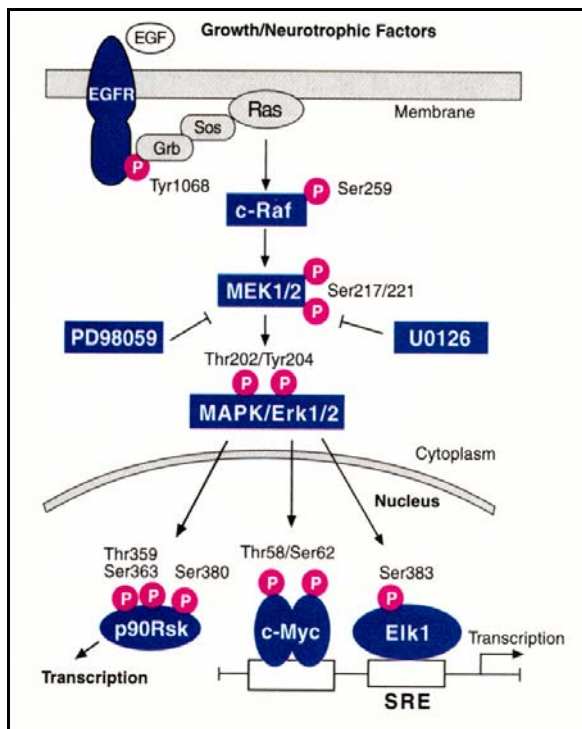 Growth/Neurotrophic Factors
EGF
EGFR
Ras
Membrane
Sos
Grb
P
Tyr1068
P
Ser259
c-Raf
P
MEK1/2
Ser217/221
P
PD98059
U0126
Thr202/Tyr204
P P
MAPK/Erk1/2
Cytoplasm
Nucleus
Thr359
Ser363 Ser380
P P P
p90Rsk
Transcription
Thr58/Ser62
P P
c-Myc
Ser383
P
Elk1
Transcription
SRE